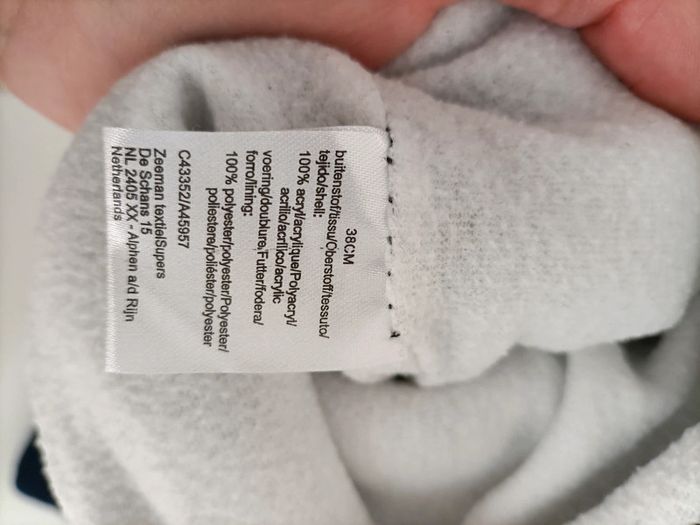 38CM
buitenstof/tissu/Oberstoff/tessuto/
tejido/shell:
100% acryl/acrylique/Polyacryl/
acrilio/acrílico/acrylic
voering/doublure,Futter/fodera/
forro/lining:
100% polyester/polyester/Polyester/
poliestere/poliéster/polyester
C43352/A45957
Zeeman textielSupers
De Schans 15
NL 2405 XX - Alphen a/d Rijn
Netherlands